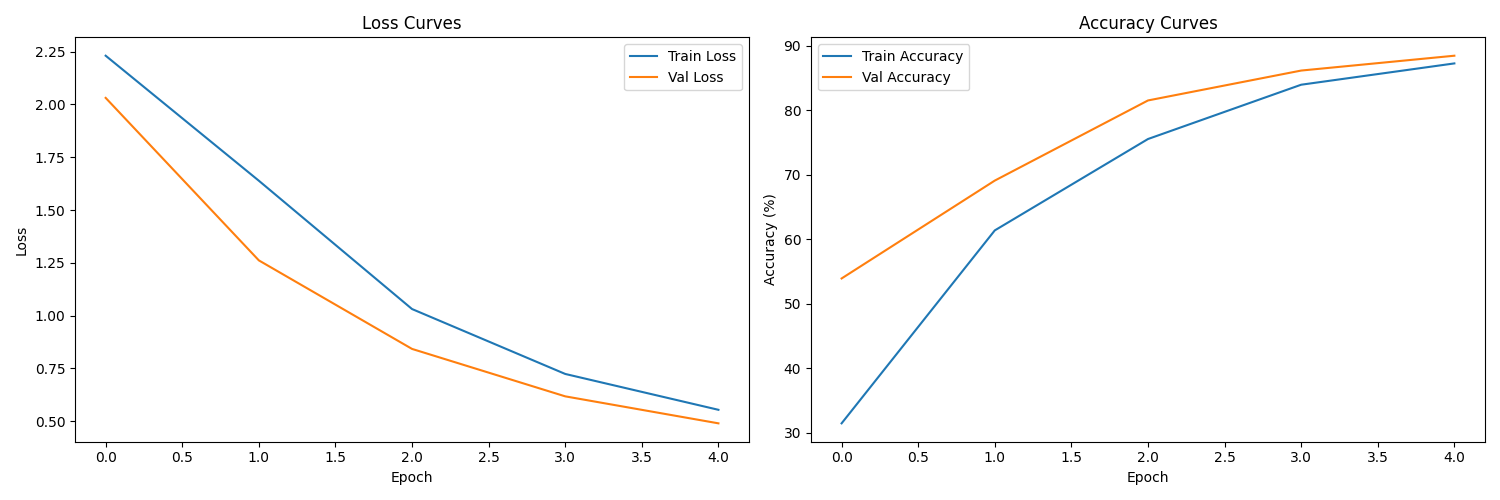 Loss Curves
2.25
2.00
1.75
1.50
1.25
1.00
0.75
0.50
Loss
Train Loss
Val Loss
0.0 0.5 1.0 1.5 2.0 2.5 3.0 3.5 4.0
Epoch
Accuracy Curves
90
80
70
60
50
40
30
Accuracy (%)
Train Accuracy
Val Accuracy
0.0 0.5 1.0 1.5 2.0 2.5 3.0 3.5 4.0
Epoch